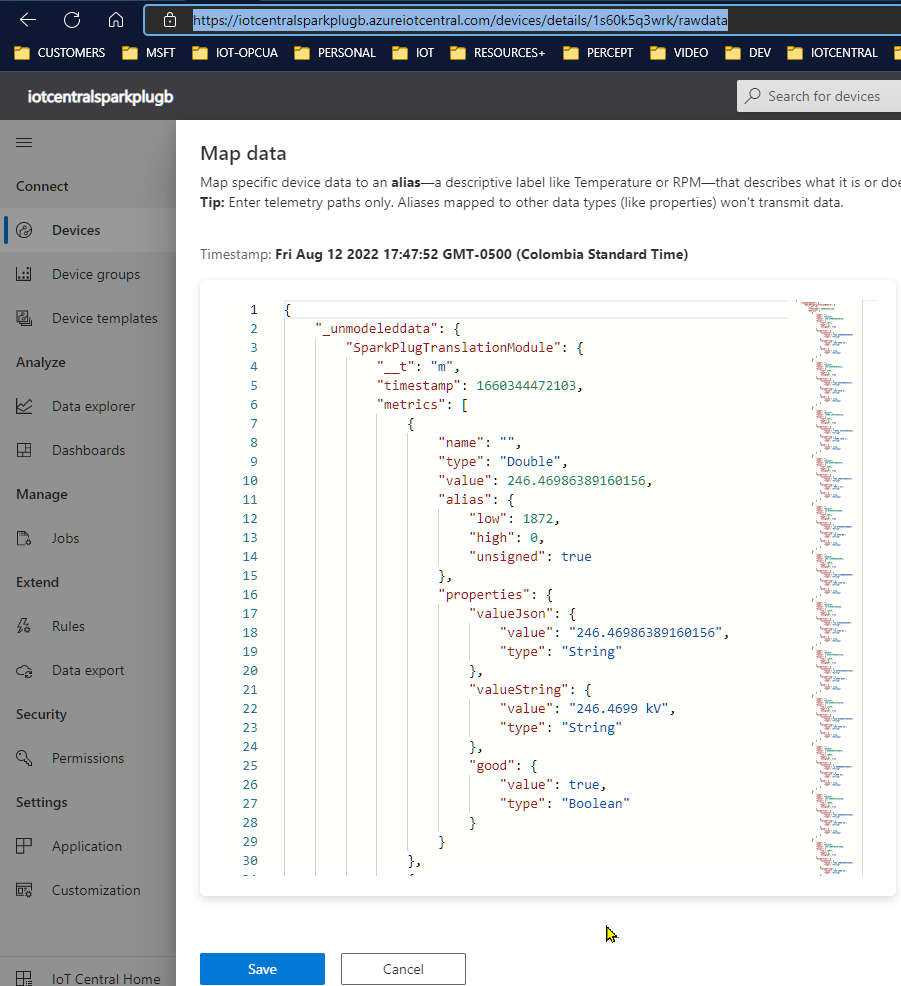 https://iotcentralsparkplugb.azureiotcentral.com/devices/details/1s60k5q3wrk/rawdata
CUSTOMERS MSFT IOT-OPCUA PERSONAL IOT RESOURCES+ PERCEPT VIDEO DEV IOTCENTRAL
iotcentralsparkplugb
Search for devices
Connect
Devices
Device groups
Device templates
Analyze
Data explorer
Dashboards
Manage
Jobs
Extend
Rules
Data export
Security
Permissions
Settings
Application
Customization
IoT Central Home
Map data
Map specific device data to an alias—a descriptive label like Temperature or RPM—that describes what it is or doe
Tip: Enter telemetry paths only. Aliases mapped to other data types (like properties) won't transmit data.
Timestamp: Fri Aug 12 2022 17:47:52 GMT-0500 (Colombia Standard Time)
1 {
2 "_unmodeleddata": {
3 "SparkPlugTranslationModule": {
4 "__t": "m",
5 "timestamp": 1660344472103,
6 "metrics": [
7 {
8 "name": "",
9 "type": "Double",
10 "value": 246.46986389160156,
11 "alias": {
12 "low": 1872,
13 "high": 0,
14 "unsigned": true
15 },
16 "properties": {
17 "valueJson": {
18 "value": "246.46986389160156",
19 "type": "String"
20 },
21 "valueString": {
22 "value": "246.4699 kV",
23 "type": "String"
24 },
25 "good": {
26 "value": true,
27 "type": "Boolean"
28 }
29 }
30 },
Save
Cancel